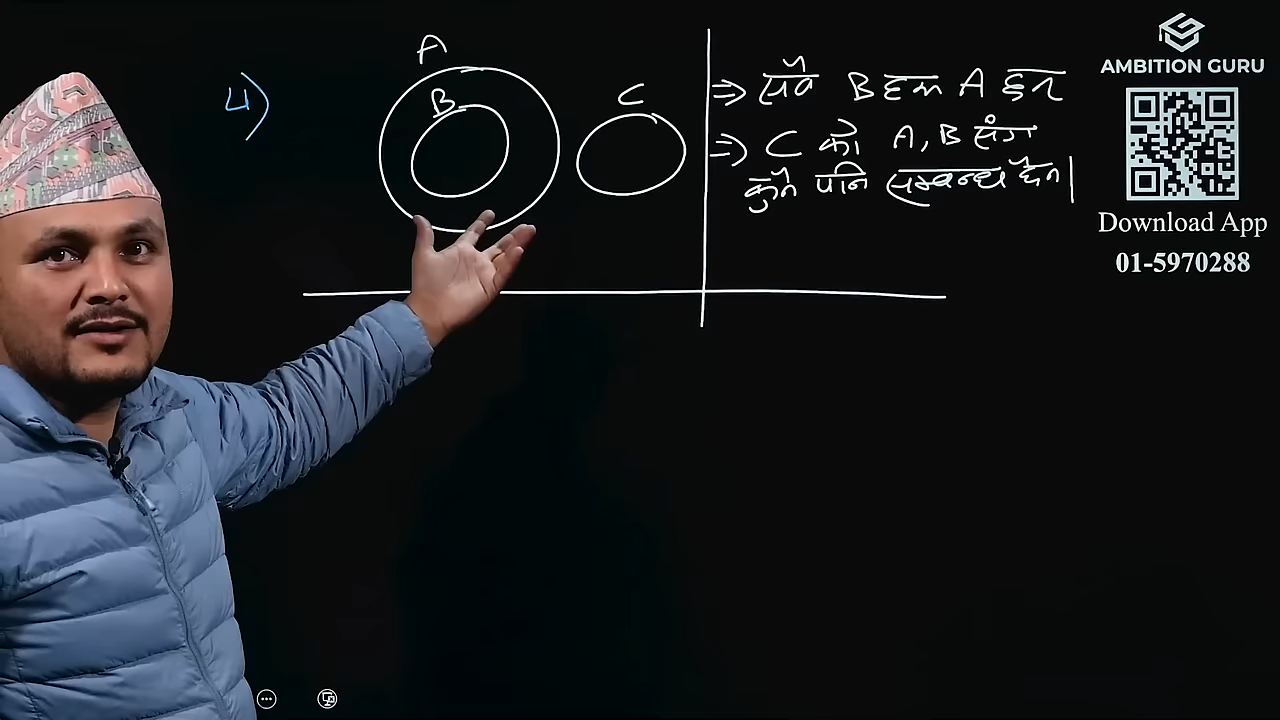 4)
A
B
C
⇒ सबै B हरू A हुन्
⇒ C को A, B संग
कुनै पनि सम्बन्ध छैन।
AMBITION GURU
Download App
01-5970288